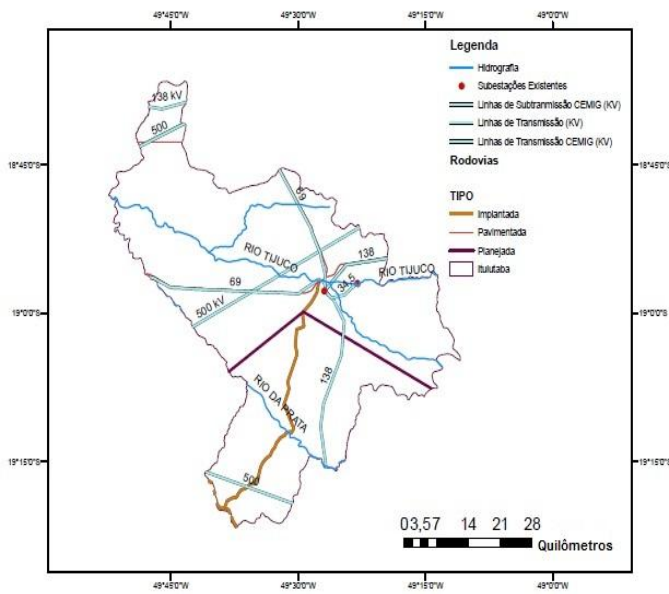 49°45'0"O 49°30'0"O 49°15'0"O 49°0'0"O
Legenda
Hidrografia
Subestações Existentes
Linhas de Subtranmissão CEMIG (KV)
Linhas de Transmissão (KV)
Linhas de Transmissão CEMIG (KV)
Rodovias
TIPO
Implantada
Pavimentada
Planejada
Ituiutaba
138 kV
500
18°45'0"S 18°45'0"S
69
RIO TIJUCO
138
RIO TIJUCO
69
34,5
500 kV
19°0'0"S 19°0'0"S
138
RIO DA PRATA
19°15'0"S 19°15'0"S
500
03,57 14 21 28
Quilômetros
49°45'0"O 49°30'0"O 49°15'0"O 49°0'0"O